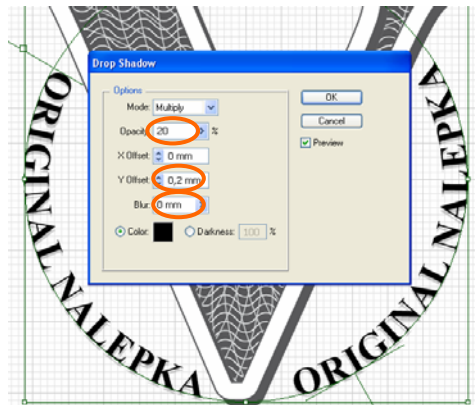 Drop Shadow
Options
Mode: Multiply
Opacity: 20 %
X Offset: 0 mm
Y Offset: 0,2 mm
Blur: 0 mm
Color: Darkness: 100 %
OK
Cancel
Preview
ORIGINAL NALEPKA
ORIGINAL NALEPKA